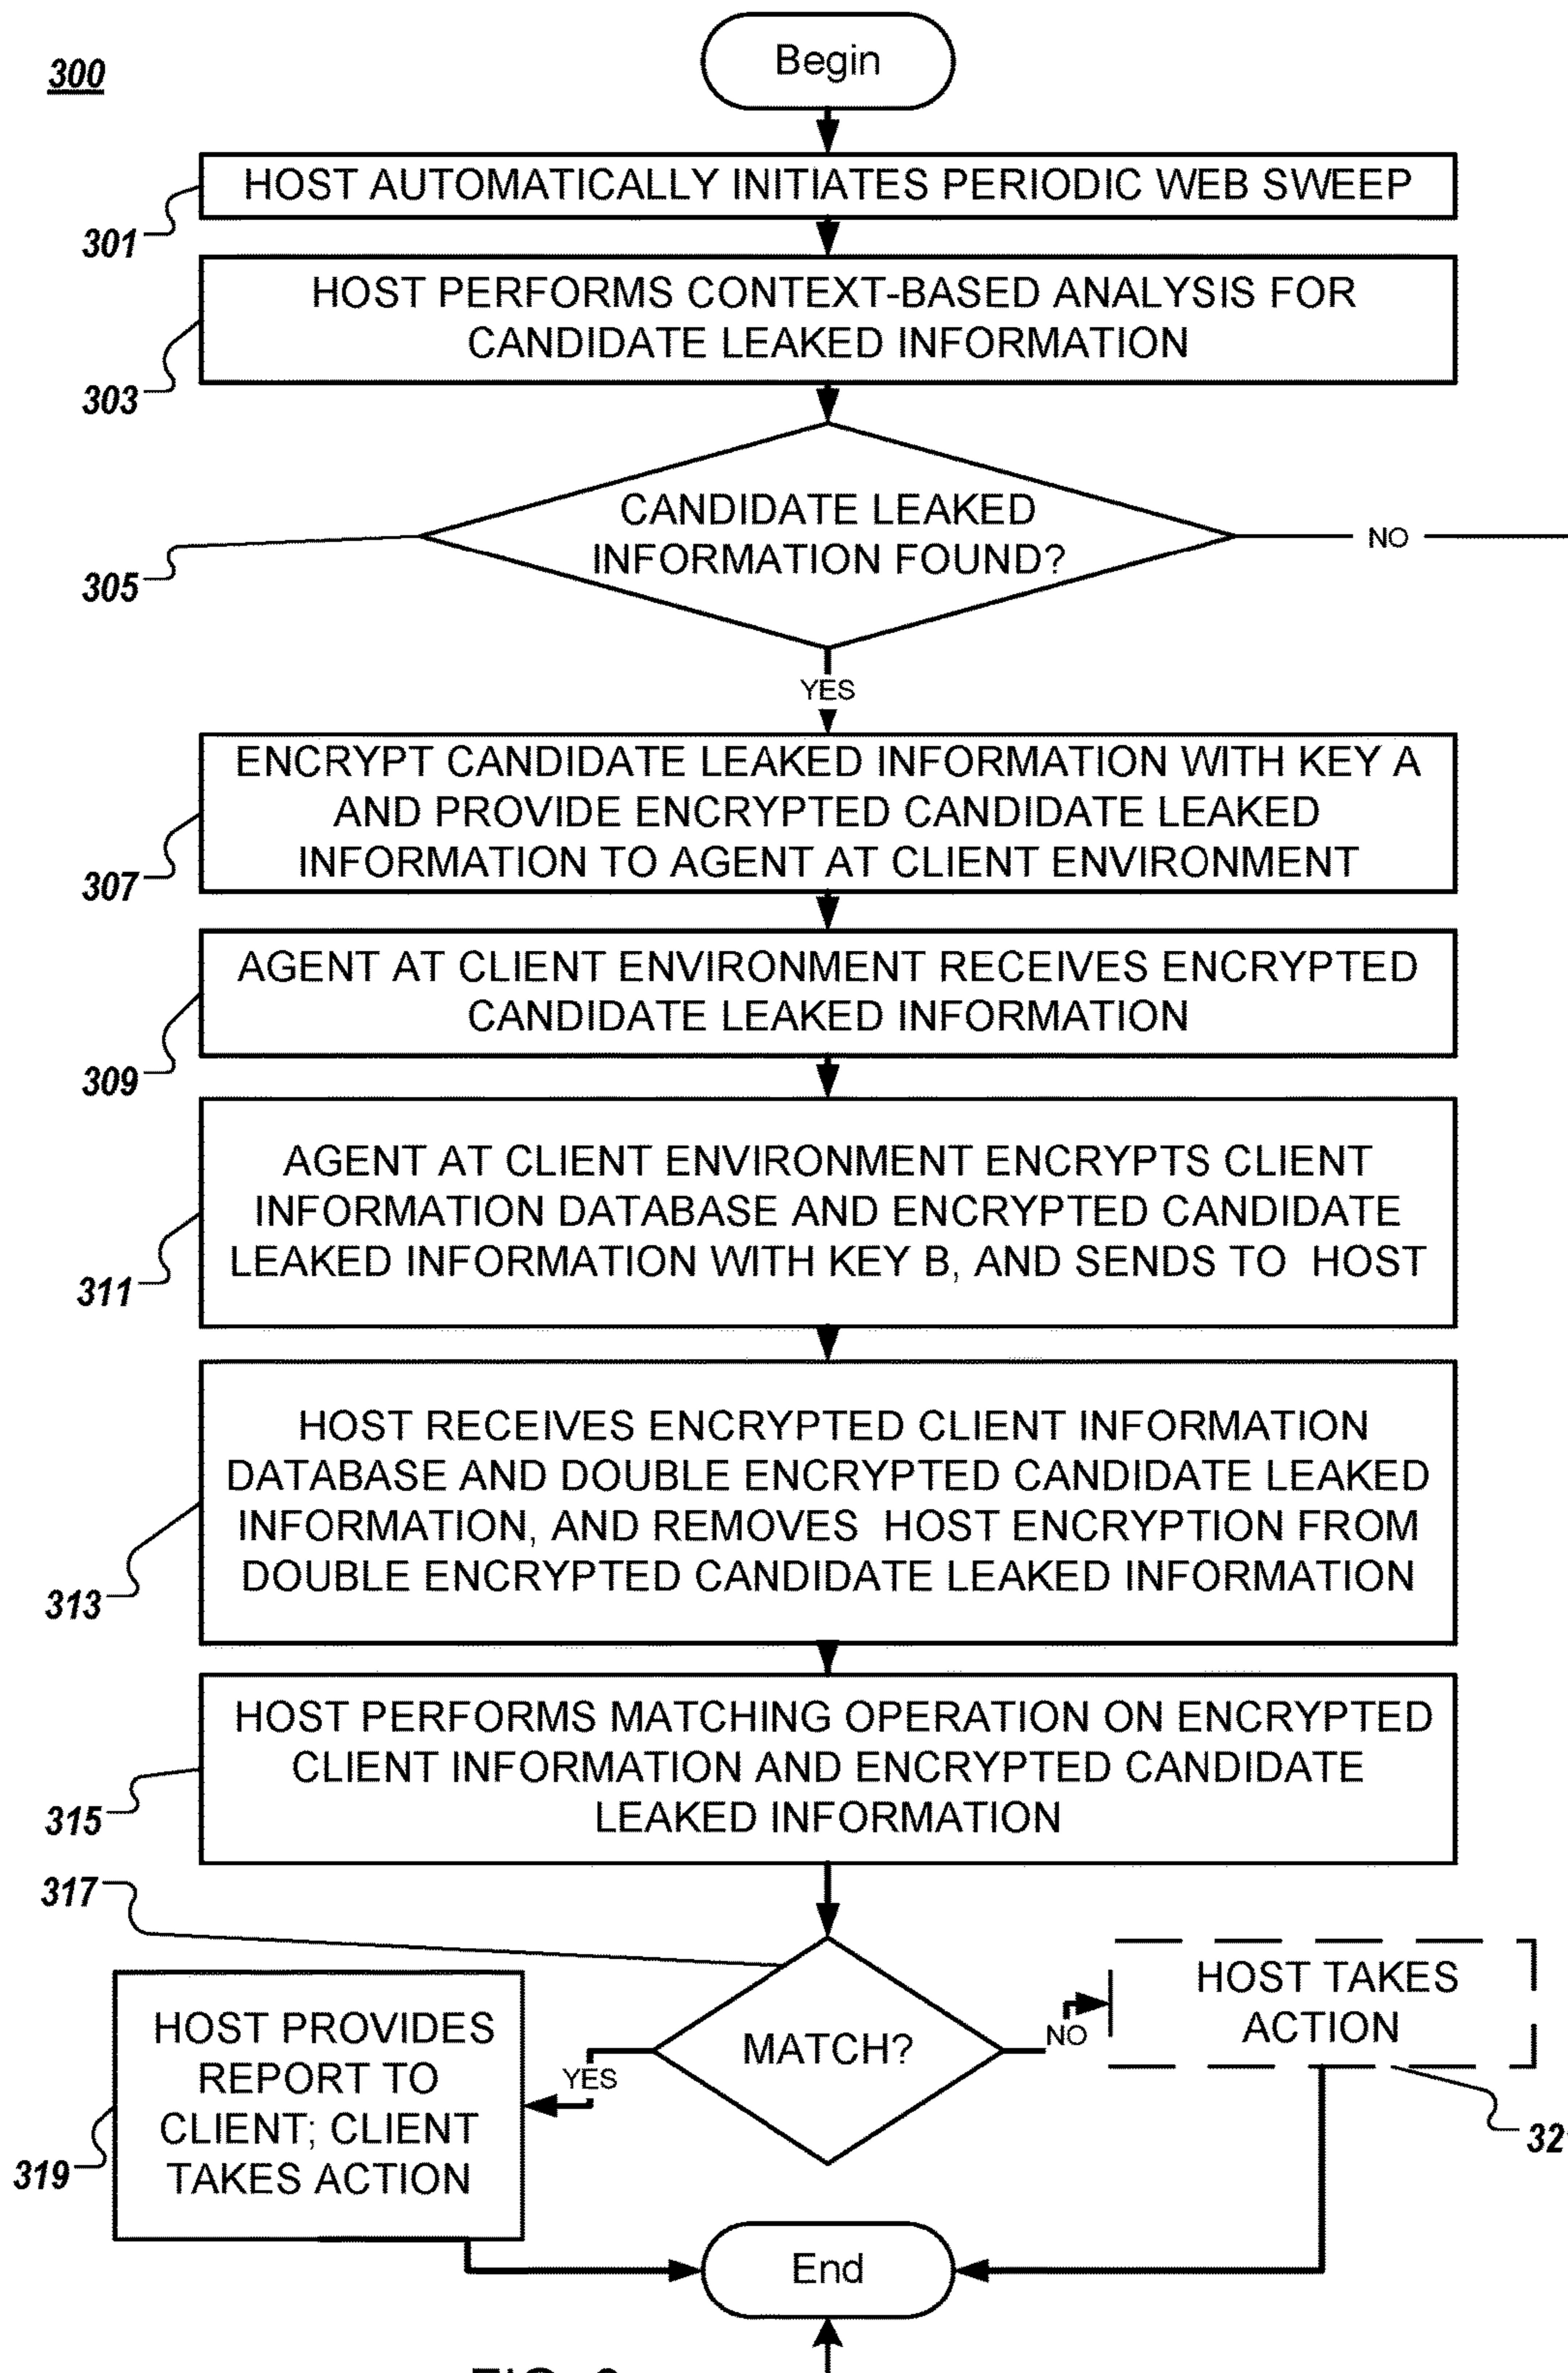 300
Begin
HOST AUTOMATICALLY INITIATES PERIODIC WEB SWEEP
301
HOST PERFORMS CONTEXT-BASED ANALYSIS FOR
CANDIDATE LEAKED INFORMATION
303
CANDIDATE LEAKED
INFORMATION FOUND?
NO
305
YES
ENCRYPT CANDIDATE LEAKED INFORMATION WITH KEY A
AND PROVIDE ENCRYPTED CANDIDATE LEAKED
INFORMATION TO AGENT AT CLIENT ENVIRONMENT
307
AGENT AT CLIENT ENVIRONMENT RECEIVES ENCRYPTED
CANDIDATE LEAKED INFORMATION
309
AGENT AT CLIENT ENVIRONMENT ENCRYPTS CLIENT
INFORMATION DATABASE AND ENCRYPTED CANDIDATE
LEAKED INFORMATION WITH KEY B, AND SENDS TO HOST
311
HOST RECEIVES ENCRYPTED CLIENT INFORMATION
DATABASE AND DOUBLE ENCRYPTED CANDIDATE LEAKED
INFORMATION, AND REMOVES HOST ENCRYPTION FROM
DOUBLE ENCRYPTED CANDIDATE LEAKED INFORMATION
313
HOST PERFORMS MATCHING OPERATION ON ENCRYPTED
CLIENT INFORMATION AND ENCRYPTED CANDIDATE
LEAKED INFORMATION
315
317
MATCH?
YES
NO
HOST TAKES
ACTION
32
HOST PROVIDES
REPORT TO
CLIENT; CLIENT
TAKES ACTION
319
End